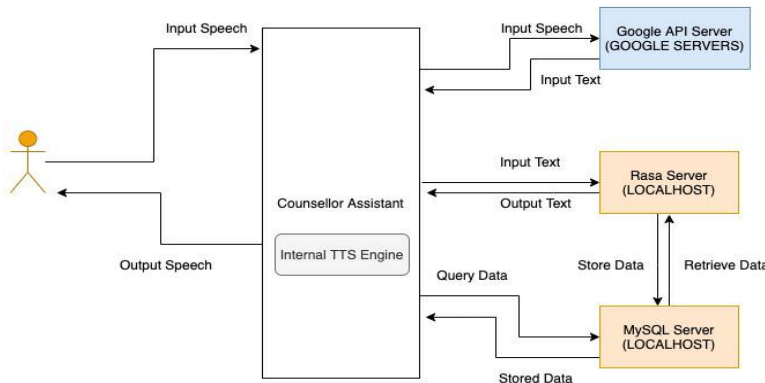 Input Speech
Input Speech
Google API Server
(GOOGLE SERVERS)
Input Text
Input Text
Rasa Server
(LOCALHOST)
Output Text
Counsellor Assistant
Internal TTS Engine
Output Speech
Store Data
Retrieve Data
Query Data
MySQL Server
(LOCALHOST)
Stored Data